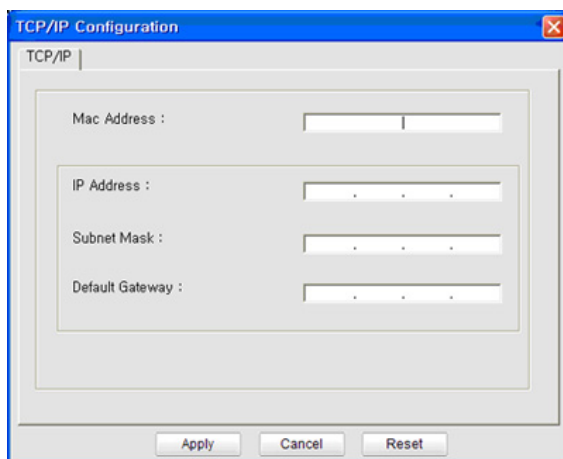 TCP/IP Configuration
TCP/IP
Mac Address :
IP Address :
. . .
Subnet Mask :
. . .
Default Gateway :
. . .
Apply Cancel Reset